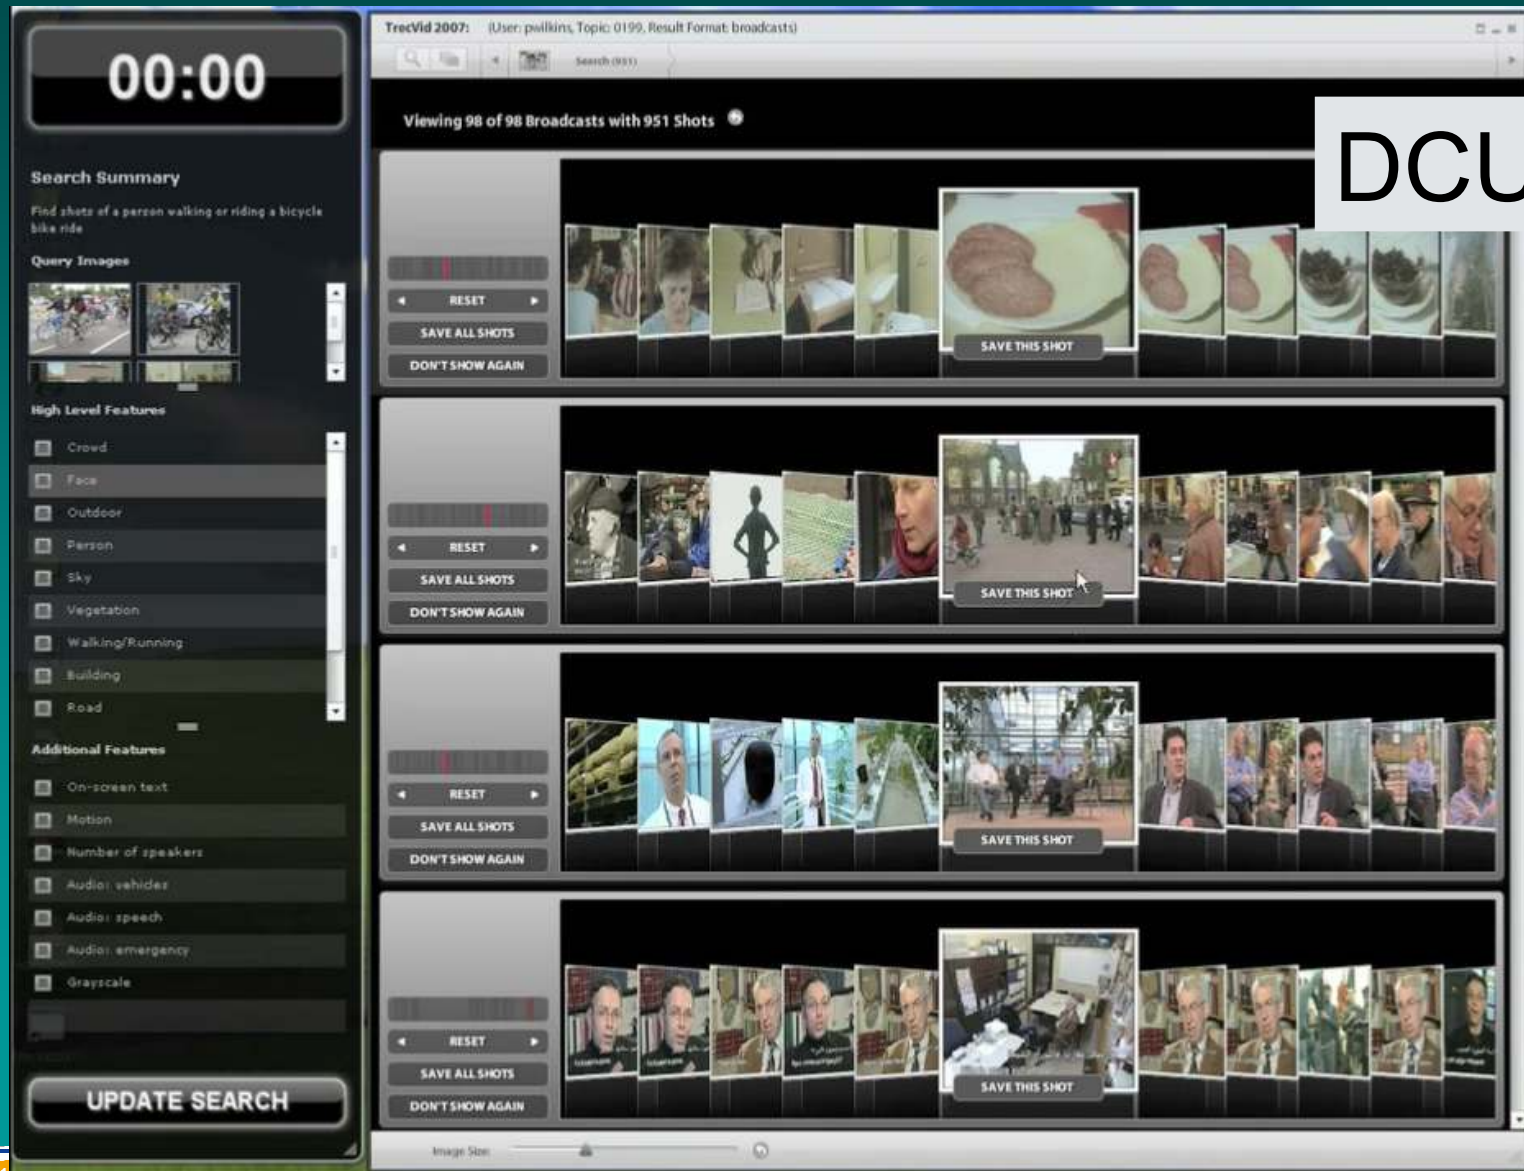 00:00
Search Summary
Find shots of a person walking or riding a bicycle
bike ride
Query Images
High Level Features
Crowd
Face
Outdoor
Person
Sky
Vegetation
Walking/Running
Building
Road
Additional Features
On-screen text
Motion
Number of speakers
Audio: vehicles
Audio: speech
Audio: emergency
Grayscale
UPDATE SEARCH
TrecVid 2007: (User: pwilkins, Topic: 0199, Result Format: broadcasts)
Search (951)
Viewing 98 of 98 Broadcasts with 951 Shots
DCU
RESET
SAVE ALL SHOTS
DON'T SHOW AGAIN
SAVE THIS SHOT
RESET
SAVE ALL SHOTS
DON'T SHOW AGAIN
SAVE THIS SHOT
RESET
SAVE ALL SHOTS
DON'T SHOW AGAIN
SAVE THIS SHOT
RESET
SAVE ALL SHOTS
DON'T SHOW AGAIN
SAVE THIS SHOT
Image Size: